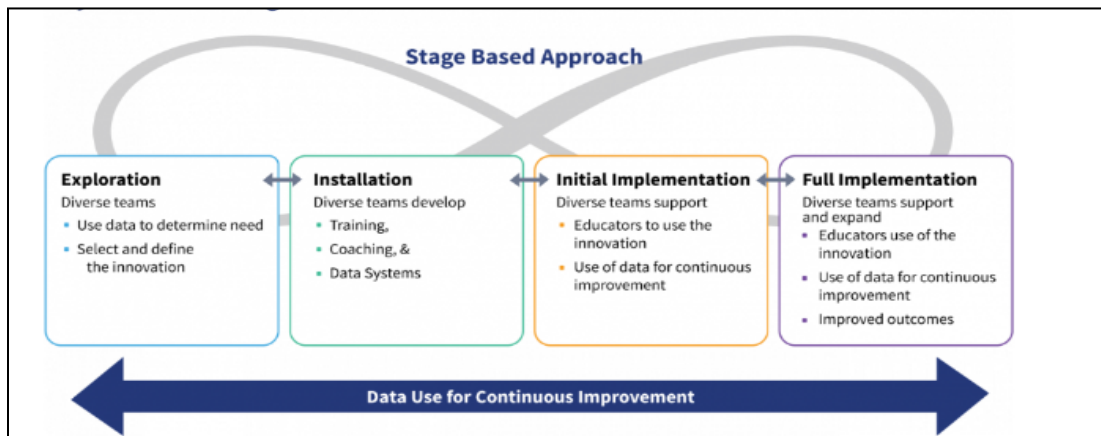 Stage Based Approach
Exploration
Diverse teams
▪ Use data to determine need
▪ Select and define
the innovation
Installation
Diverse teams develop
▪ Training,
▪ Coaching, &
▪ Data Systems
Initial Implementation
Diverse teams support
▪ Educators to use the
innovation
▪ Use of data for continuous
improvement
Full Implementation
Diverse teams support
and expand
▪ Educators use of the
innovation
▪ Use of data for continuous
improvement
▪ Improved outcomes
Data Use for Continuous Improvement